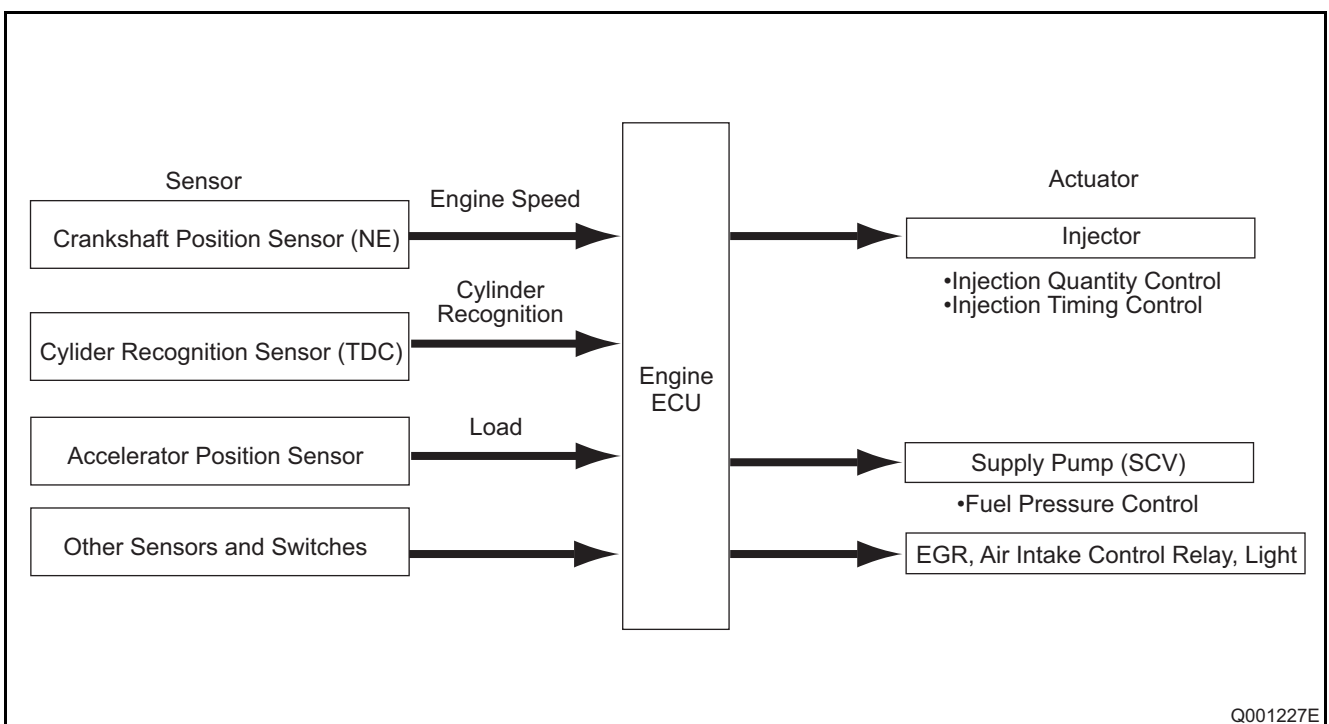 Sensor
Crankshaft Position Sensor (NE)
Engine Speed
Cylider Recognition Sensor (TDC)
Cylinder
Recognition
Accelerator Position Sensor
Load
Other Sensors and Switches
Engine
ECU
Actuator
Injector
•Injection Quantity Control
•Injection Timing Control
Supply Pump (SCV)
•Fuel Pressure Control
EGR, Air Intake Control Relay, Light
Q001227E